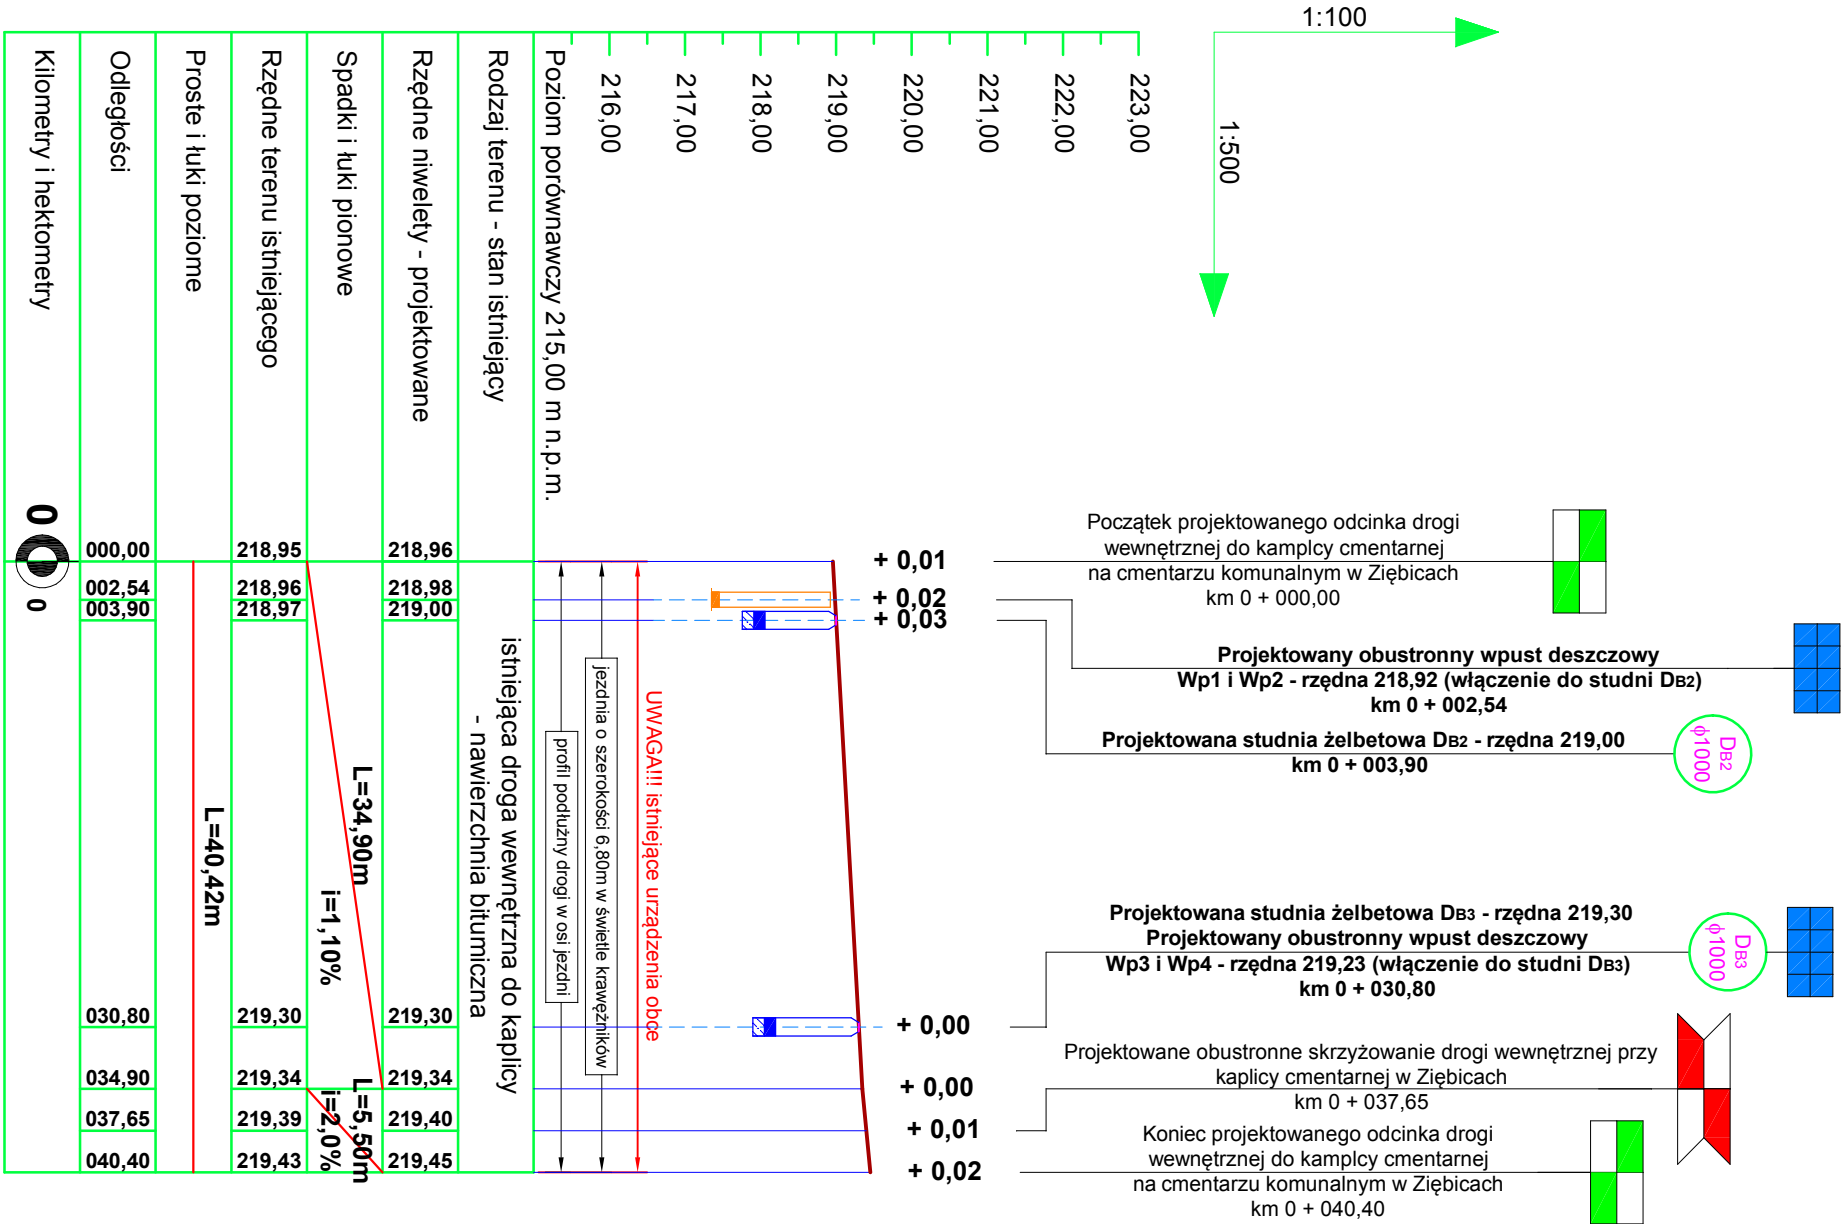 1:100
1:500
223,00
222,00
221,00
220,00
219,00
218,00
217,00
216,00
Poziom porównawczy 215,00 m n.p.m.
Rodzaj terenu - stan istniejący
Rzędne niwelety - projektowane
Spadki i łuki pionowe
Rzędne terenu istniejącego
Proste i łuki poziome
Odległości
Kilometry i hektometry
0
0
000,00
218,95
218,96
+ 0,01
002,54
218,96
218,98
+ 0,02
003,90
218,97
219,00
+ 0,03
030,80
219,30
219,30
+ 0,00
034,90
219,34
219,34
+ 0,00
037,65
219,39
219,40
+ 0,01
040,40
219,43
219,45
+ 0,02
L=40,42m
L=34,90m
i=1,10%
L=5,50m
i=2,0%
istniejąca droga wewnętrzna do kaplicy
- nawierzchnia bitumiczna
profil podłużny drogi w osi jezdni
jezdnia o szerokości 6,80m w świetle krawężników
UWAGA!!! istniejące urządzenia obce
Początek projektowanego odcinka drogi
wewnętrznej do kamplcy cmentarnej
na cmentarzu komunalnym w Ziębicach
km 0 + 000,00
Projektowany obustronny wpust deszczowy
Wp1 i Wp2 - rzędna 218,92 (włączenie do studni DB2)
km 0 + 002,54
Projektowana studnia żelbetowa DB2 - rzędna 219,00
km 0 + 003,90
DB2
ϕ1000
Projektowana studnia żelbetowa DB3 - rzędna 219,30
Projektowany obustronny wpust deszczowy
Wp3 i Wp4 - rzędna 219,23 (włączenie do studni DB3)
km 0 + 030,80
DB3
ϕ1000
Projektowane obustronne skrzyżowanie drogi wewnętrznej przy
kaplicy cmentarnej w Ziębicach
km 0 + 037,65
Koniec projektowanego odcinka drogi
wewnętrznej do kamplcy cmentarnej
na cmentarzu komunalnym w Ziębicach
km 0 + 040,40